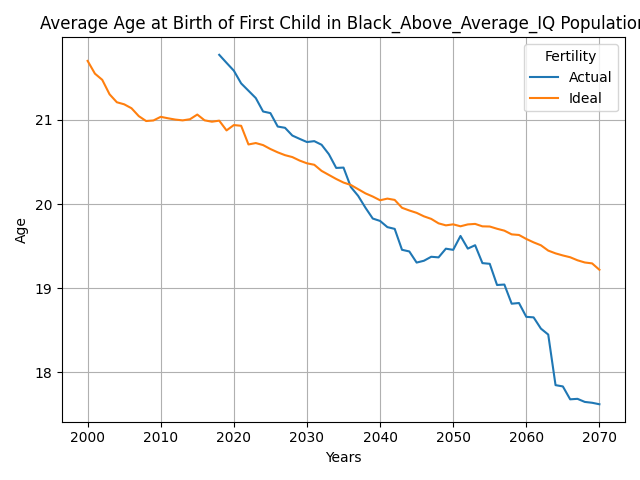 Average Age at Birth of First Child in Black_Above_Average_IQ Population
Fertility
Actual
Ideal
Age
21
20
19
18
2000 2010 2020 2030 2040 2050 2060 2070
Years